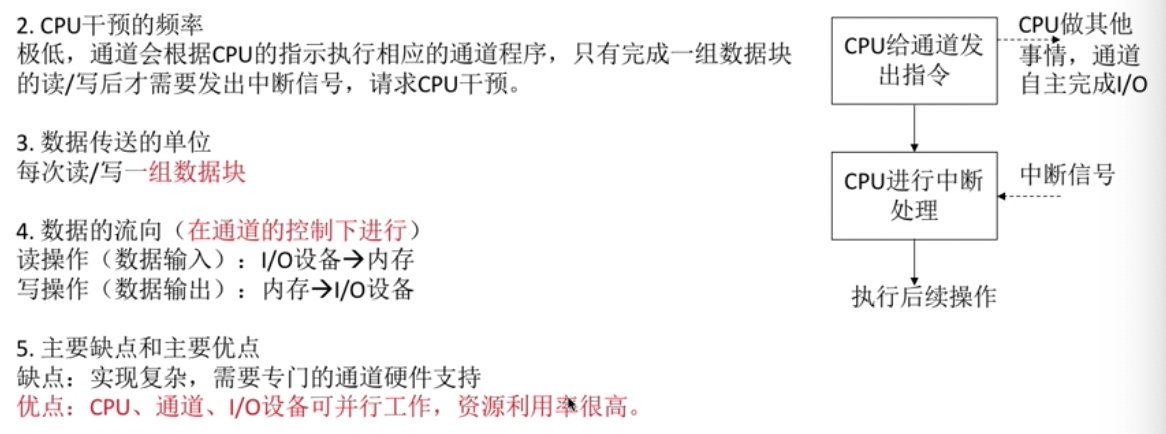 2. CPU干预的频率
极低，通道会根据CPU的指示执行相应的通道程序，只有完成一组数据块
的读/写后才需要发出中断信号，请求CPU干预。
3. 数据传送的单位
每次读/写一组数据块
4. 数据的流向（在通道的控制下进行）
读操作（数据输入）：I/O设备→内存
写操作（数据输出）：内存→I/O设备
5. 主要缺点和主要优点
缺点：实现复杂，需要专门的通道硬件支持
优点：CPU、通道、I/O设备可并行工作，资源利用率很高。
CPU给通道发
出指令
CPU做其他
事情，通道
自主完成I/O
CPU进行中断
处理
中断信号
执行后续操作